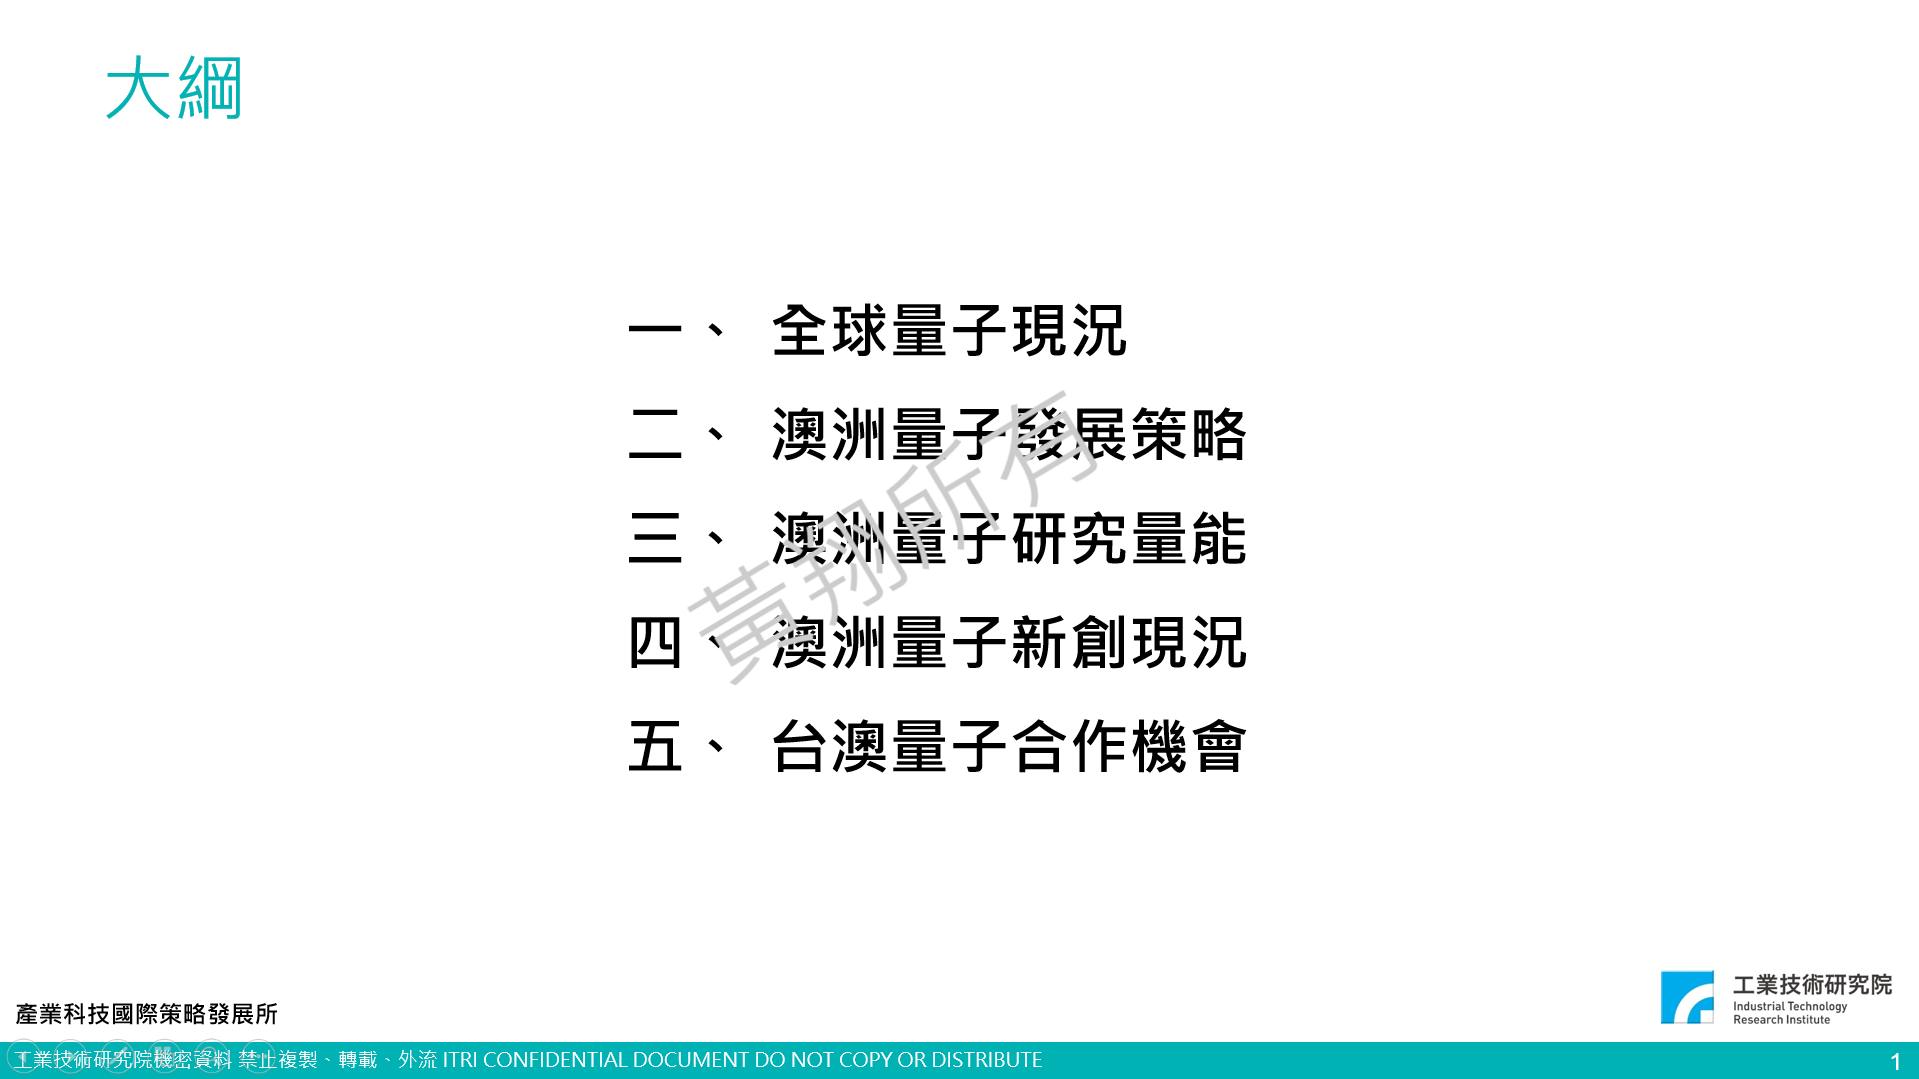 大綱
一、 全球量子現況
二、 澳洲量子發展策略
三、 澳洲量子研究量能
四、 澳洲量子新創現況
五、 台澳量子合作機會
黃翔所有
產業科技國際策略發展所
工業技術研究院
Industrial Technology
Research Institute
工業技術研究院機密資料 禁止複製、轉載、外流 ITRI CONFIDENTIAL DOCUMENT DO NOT COPY OR DISTRIBUTE
1